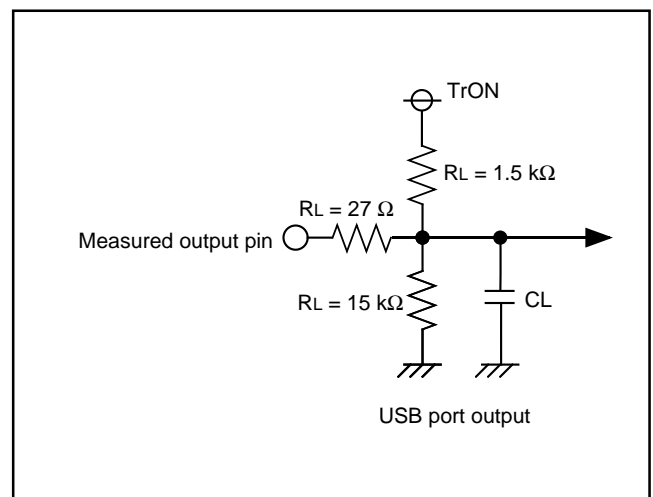 TrON
RL = 1.5 kΩ
RL = 27 Ω
Measured output pin
RL = 15 kΩ
CL
USB port output